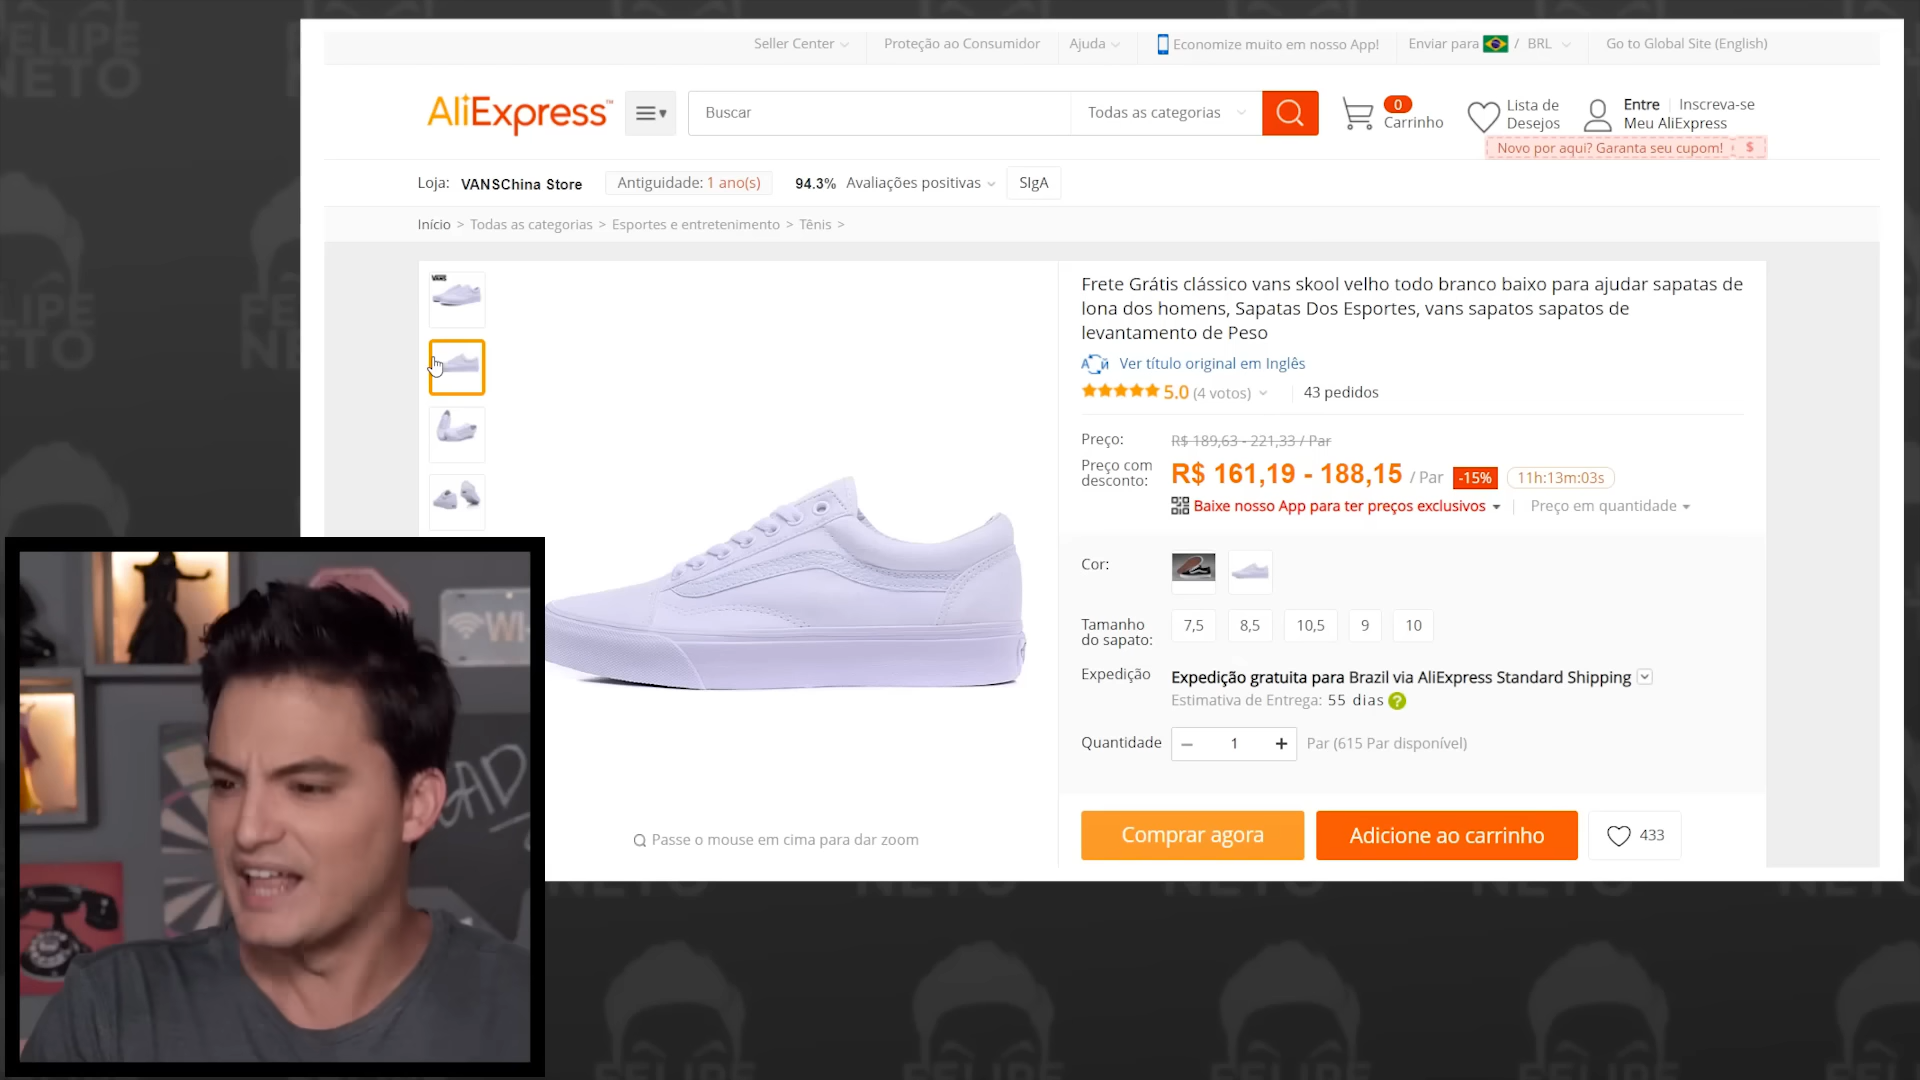 FELIPE
NETO
Seller Center
Proteção ao Consumidor
Ajuda
Economize muito em nosso App!
Enviar para / BRL
Go to Global Site (English)
AliExpress™
Buscar
Todas as categorias
0
Carrinho
Lista de
Desejos
Entre | Inscreva-se
Meu AliExpress
Novo por aqui? Garanta seu cupom! $
Loja: VANSChina Store
Antiguidade: 1 ano(s)
94.3% Avaliações positivas
SIgA
Início > Todas as categorias > Esportes e entretenimento > Tênis >
VANS
Frete Grátis clássico vans skool velho todo branco baixo para ajudar sapatas de
lona dos homens, Sapatas Dos Esportes, vans sapatos sapatos de
levantamento de Peso
Ver título original em Inglês
5.0 (4 votos)
43 pedidos
Preço: R$ 189,63 - 221,33 / Par
Preço com
desconto:
R$ 161,19 - 188,15 / Par -15% 11h:13m:03s
Baixe nosso App para ter preços exclusivos
Preço em quantidade
Cor:
Tamanho
do sapato:
7,5 8,5 10,5 9 10
Expedição Expedição gratuita para Brazil via AliExpress Standard Shipping
Estimativa de Entrega: 55 dias ?
Quantidade − 1 + Par (615 Par disponível)
Passe o mouse em cima para dar zoom
Comprar agora
Adicione ao carrinho
433